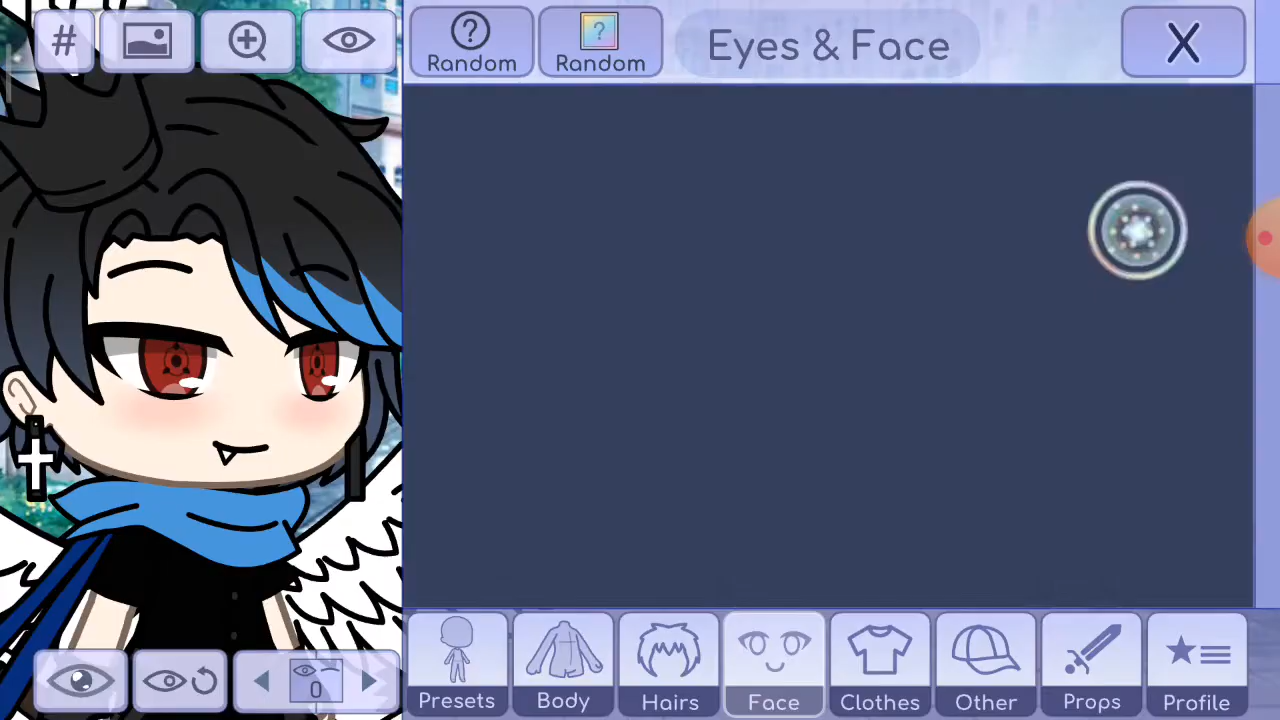 #
? Random
? Random
Eyes & Face
X
0
Presets
Body
Hairs
Face
Clothes
Other
Props
Profile